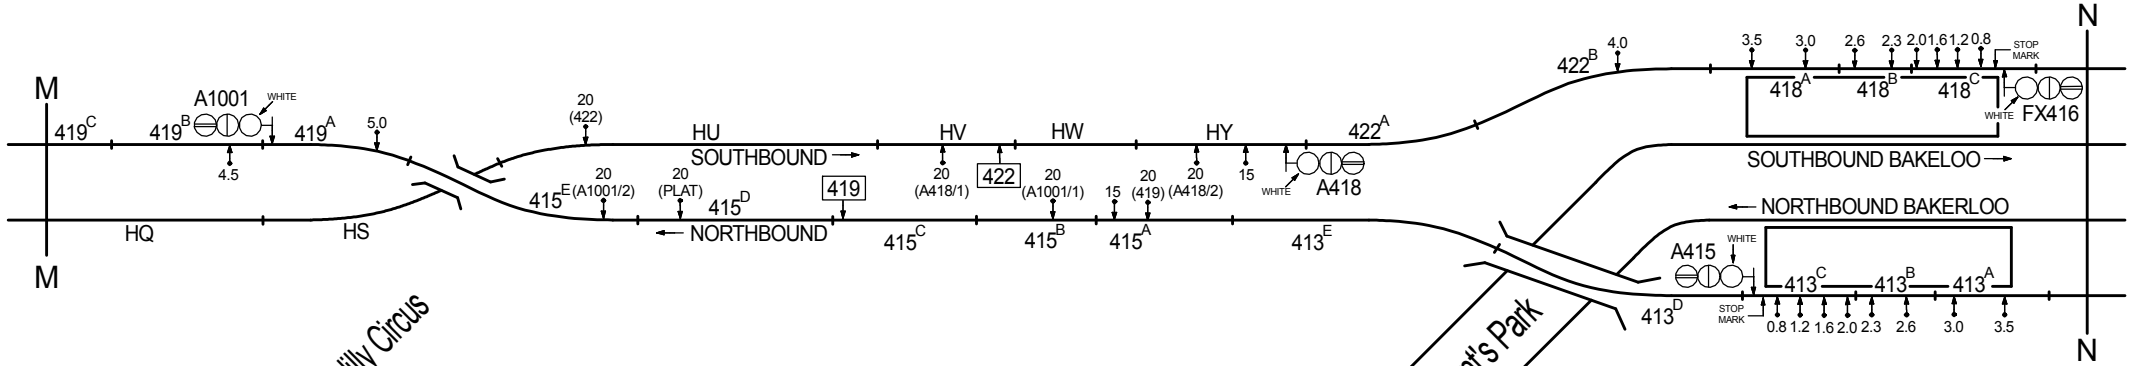 N
3.5
3.0
2.6
2.3
2.0
1.6
1.2
0.8
STOP
MARK
4.0
422B
418A
418B
418C
WHITE
FX416
M
A1001
WHITE
419C
419B
419A
4.5
5.0
20
(422)
HU
HV
HW
HY
422A
SOUTHBOUND
20
(A418/1)
422
20
(A418/2)
15
WHITE
A418
SOUTHBOUND BAKELOO
415E
20
(A1001/2)
20
(PLAT)
415D
419
20
(A1001/1)
15
20
(419)
NORTHBOUND
NORTHBOUND BAKERLOO
HQ
HS
415C
415B
415A
413E
M
A415
WHITE
413C
413B
413A
STOP
MARK
413D
0.8
1.2
1.6
2.0
2.3
2.6
3.0
3.5
N
Circus
Park